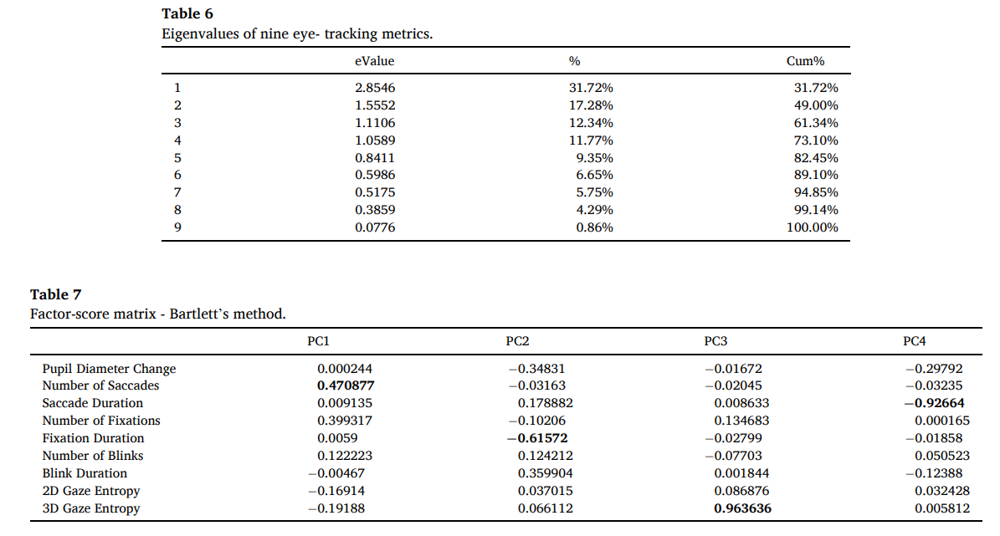 Table 6
Eigenvalues of nine eye- tracking metrics.
eValue % Cum%
1 2.8546 31.72% 31.72%
2 1.5552 17.28% 49.00%
3 1.1106 12.34% 61.34%
4 1.0589 11.77% 73.10%
5 0.8411 9.35% 82.45%
6 0.5986 6.65% 89.10%
7 0.5175 5.75% 94.85%
8 0.3859 4.29% 99.14%
9 0.0776 0.86% 100.00%
Table 7
Factor-score matrix - Bartlett’s method.
PC1 PC2 PC3 PC4
Pupil Diameter Change 0.000244 −0.34831 −0.01672 −0.29792
Number of Saccades 0.470877 −0.03163 −0.02045 −0.03235
Saccade Duration 0.009135 0.178882 0.008633 −0.92664
Number of Fixations 0.399317 −0.10206 0.134683 0.000165
Fixation Duration 0.0059 −0.61572 −0.02799 −0.01858
Number of Blinks 0.122223 0.124212 −0.07703 0.050523
Blink Duration −0.00467 0.359904 0.001844 −0.12388
2D Gaze Entropy −0.16914 0.037015 0.086876 0.032428
3D Gaze Entropy −0.19188 0.066112 0.963636 0.005812